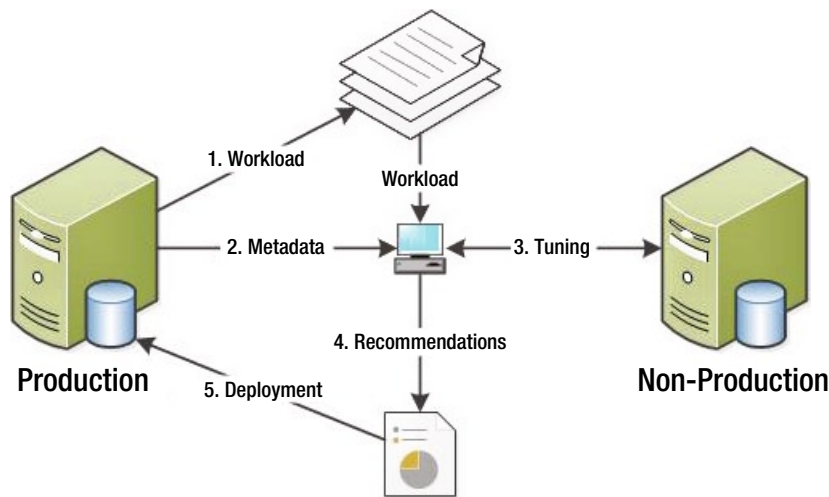 1. Workload
Workload
2. Metadata
3. Tuning
4. Recommendations
Production
Non-Production
5. Deployment